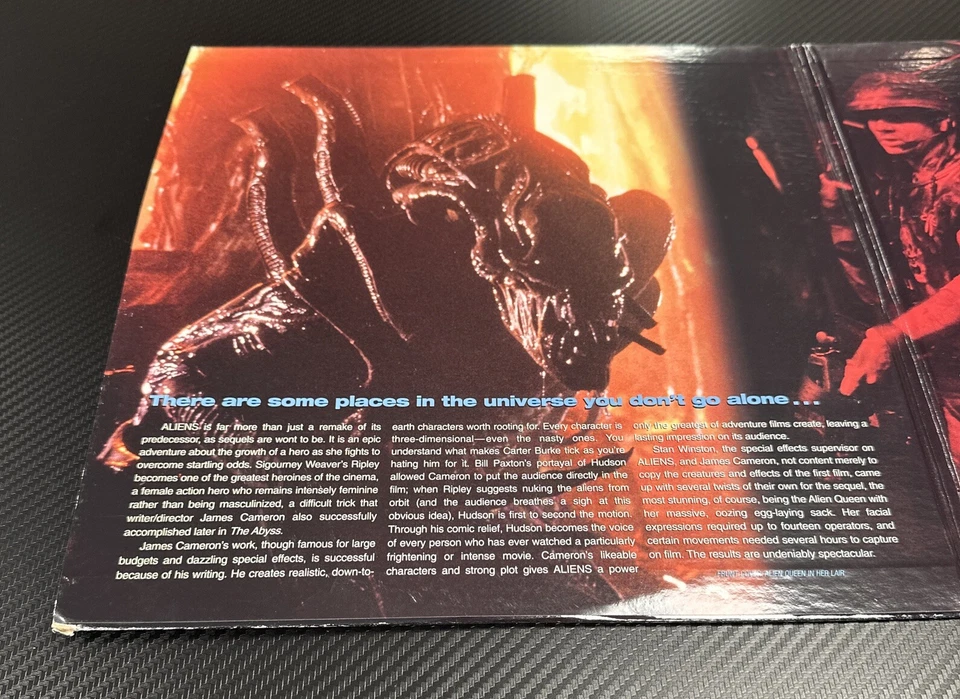 There are some places in the universe you don't go alone...
ALIENS is far more than just a remake of its
predecessor, as sequels are wont to be. It is an epic
adventure about the growth of a hero as she fights to
overcome startling odds. Sigourney Weaver's Ripley
becomes one of the greatest heroines of the cinema,
a female action hero who remains intensely feminine
rather than being masculinized, a difficult trick that
writer/director James Cameron also successfully
accomplished later in The Abyss.
James Cameron's work, though famous for large
budgets and dazzling special effects, is successful
because of his writing. He creates realistic, down-to-
earth characters worth rooting for. Every character is
three-dimensional—even the nasty ones. You
understand what makes Carter Burke tick as you're
hating him for it. Bill Paxton's portrayal of Hudson
allowed Cameron to put the audience directly in the
film; when Ripley suggests nuking the aliens from
orbit (and the audience breathes a sigh at this
obvious idea), Hudson is first to second the motion.
Through his comic relief, Hudson becomes the voice
of every person who has ever watched a particularly
frightening or intense movie. Cameron's likeable
characters and strong plot gives ALIENS a power
only the greatest of adventure films create, leaving a
lasting impression on its audience.
Stan Winston, the special effects supervisor on
ALIENS, and James Cameron, not content merely to
copy the creatures and effects of the first film, came
up with several twists of their own for the sequel, the
most stunning, of course, being the Alien Queen with
her massive, oozing egg-laying sack. Her facial
expressions required up to fourteen operators, and
certain movements needed several hours to capture
on film. The results are undeniably spectacular.
FRONT COVER: ALIEN QUEEN IN HER LAIR